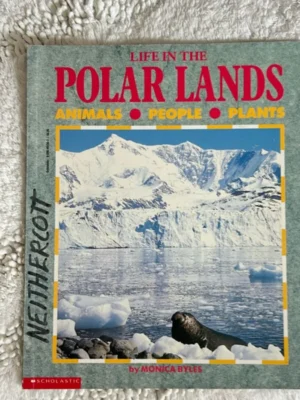 LIFE IN THE
POLAR LANDS
ANIMALS • PEOPLE • PLANTS
NEITHERCOTT
by MONICA BYLES
SCHOLASTIC